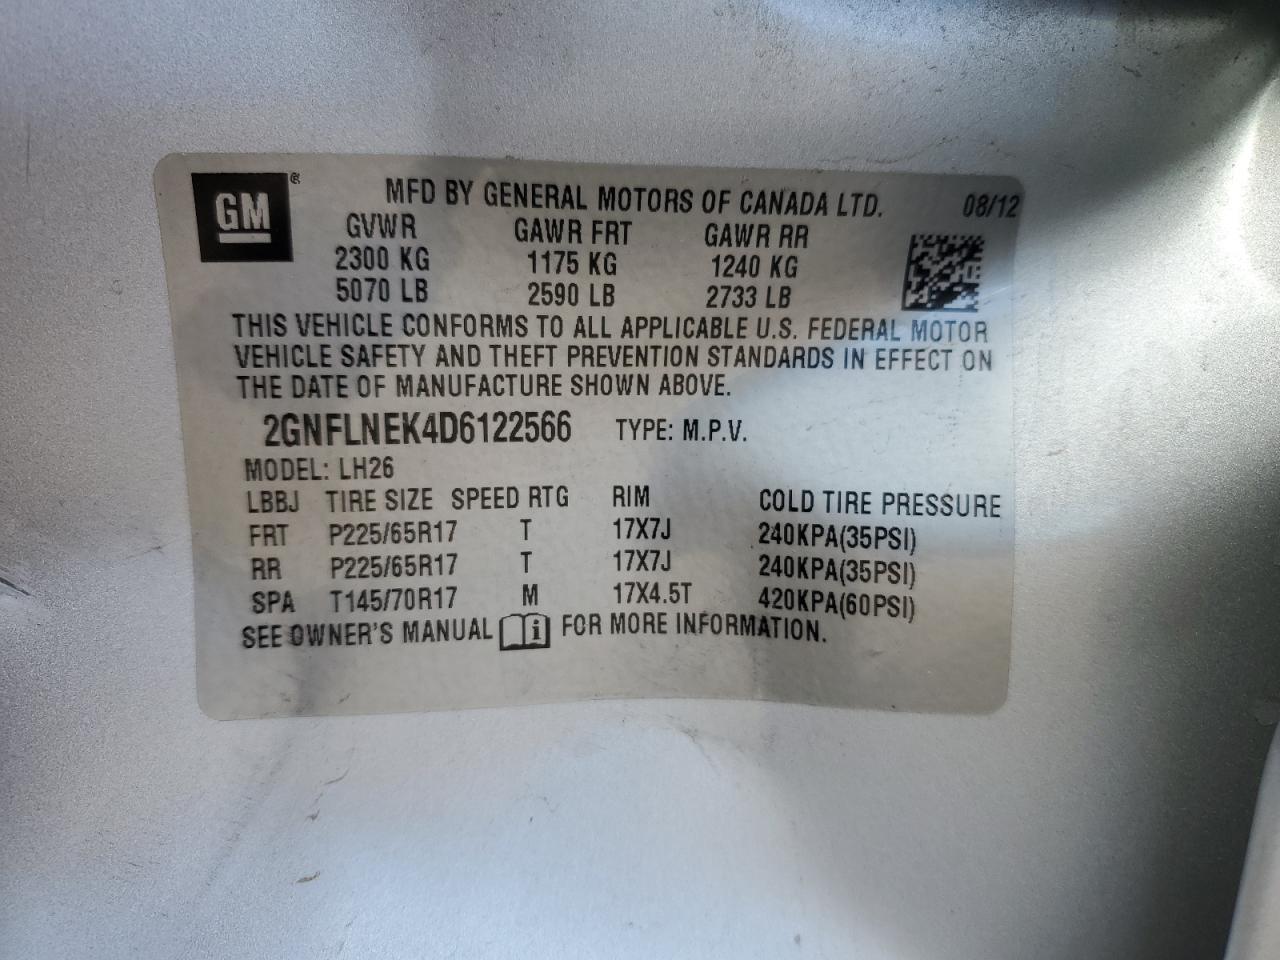 GM ® MFD BY GENERAL MOTORS OF CANADA LTD. 08/12
GVWR GAWR FRT GAWR RR
2300 KG 1175 KG 1240 KG
5070 LB 2590 LB 2733 LB
THIS VEHICLE CONFORMS TO ALL APPLICABLE U.S. FEDERAL MOTOR
VEHICLE SAFETY AND THEFT PREVENTION STANDARDS IN EFFECT ON
THE DATE OF MANUFACTURE SHOWN ABOVE.
2GNFLNEK4D6122566 TYPE: M.P.V.
MODEL: LH26
LBBJ TIRE SIZE SPEED RTG RIM COLD TIRE PRESSURE
FRT P225/65R17 T 17X7J 240KPA(35PSI)
RR P225/65R17 T 17X7J 240KPA(35PSI)
SPA T145/70R17 M 17X4.5T 420KPA(60PSI)
SEE OWNER'S MANUAL i FOR MORE INFORMATION.